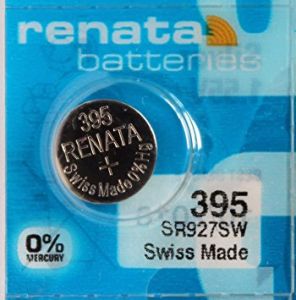 renata
batteries
395
RENATA
+
Swiss Made 0%Hg
395
SR927SW
Swiss Made
0%
MERCURY